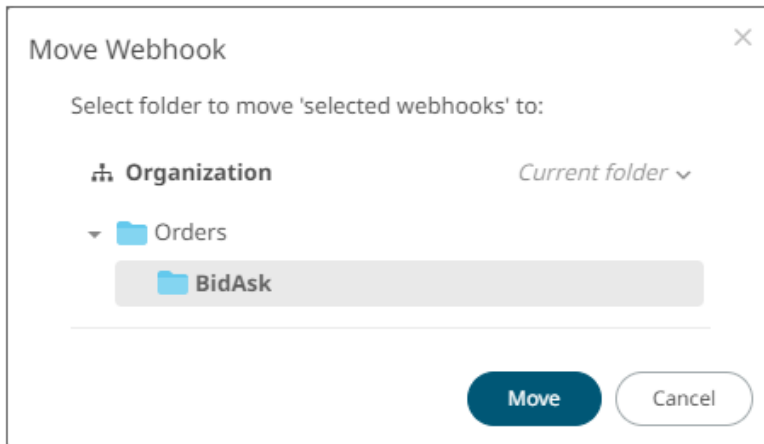 Move Webhook
Select folder to move 'selected webhooks' to:
Organization Current folder
Orders
BidAsk
Move Cancel